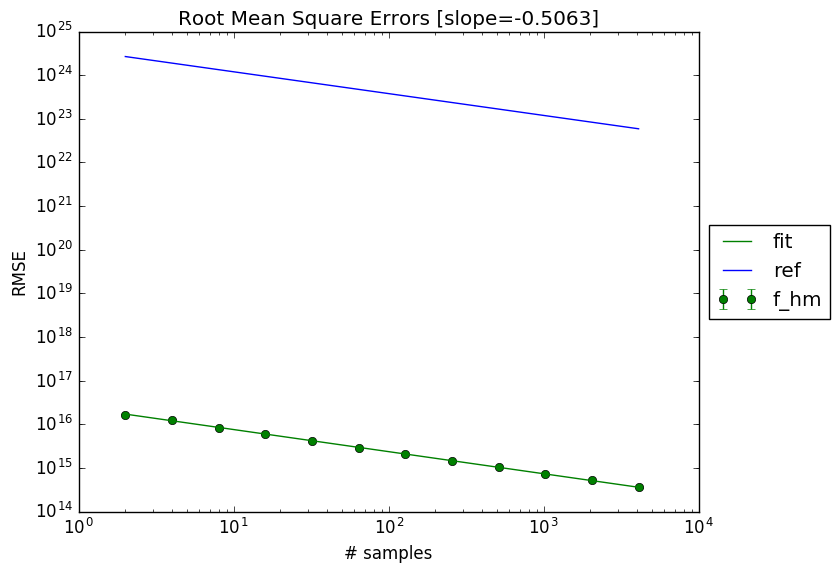 Root Mean Square Errors [slope=-0.5063]
10^25
10^24
10^23
10^22
10^21
10^20
10^19
10^18
10^17
10^16
10^15
10^14
RMSE
10^0 10^1 10^2 10^3 10^4
# samples
fit
ref
f_hm